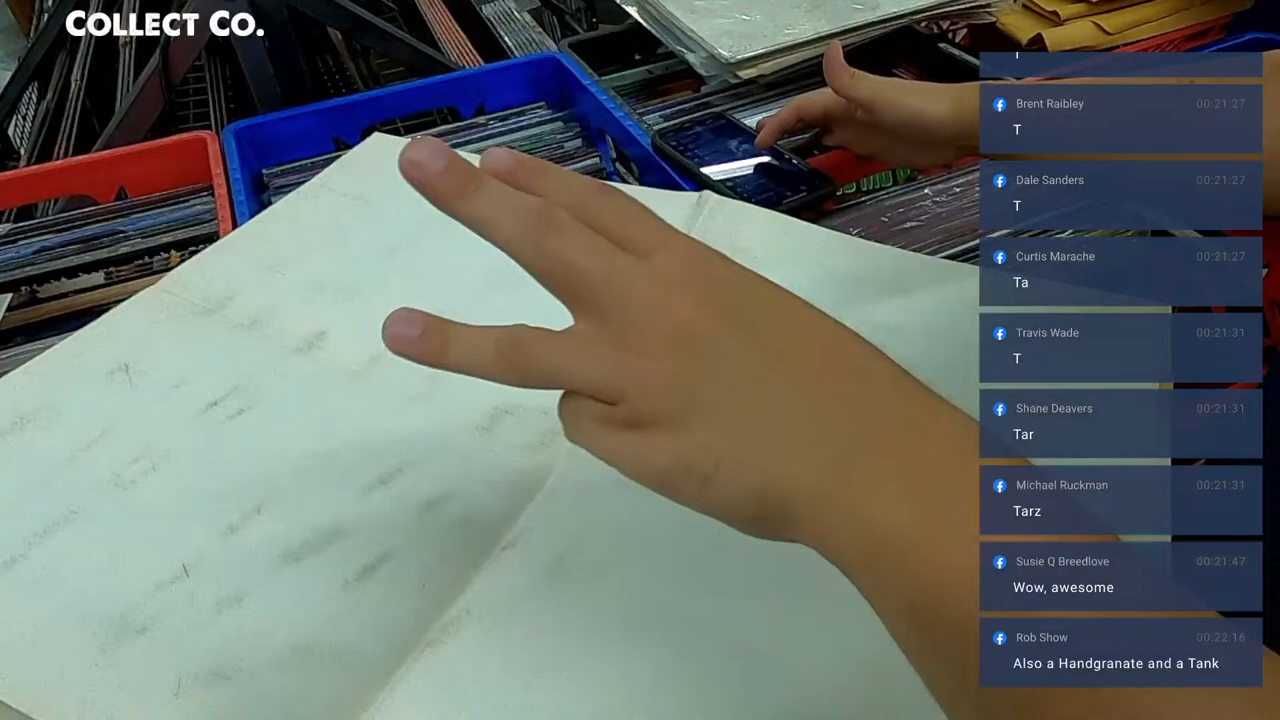 COLLECT CO.
T
Brent Raibley 00:21:27
T
Dale Sanders 00:21:27
T
Curtis Marache 00:21:27
Ta
Travis Wade 00:21:31
T
Shane Deavers 00:21:31
Tar
Michael Ruckman 00:21:31
Tarz
Susie Q Breedlove 00:21:47
Wow, awesome
Rob Show 00:22:16
Also a Handgranate and a Tank